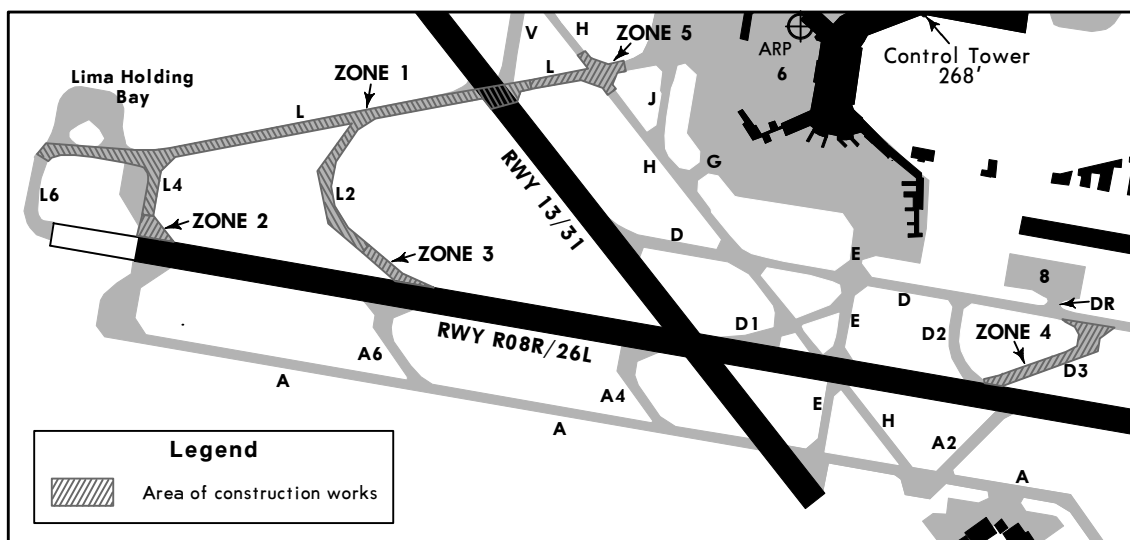 V
H
ZONE 5
ARP
6
Control Tower
268'
Lima Holding
Bay
ZONE 1
L
L
J
H
G
L6
L4
L2
ZONE 2
ZONE 3
RWY 13/31
D
E
8
DR
D
E
D1
D2
ZONE 4
D3
RWY R08R/26L
A6
A
A4
A
E
H
A2
A
Legend
Area of construction works